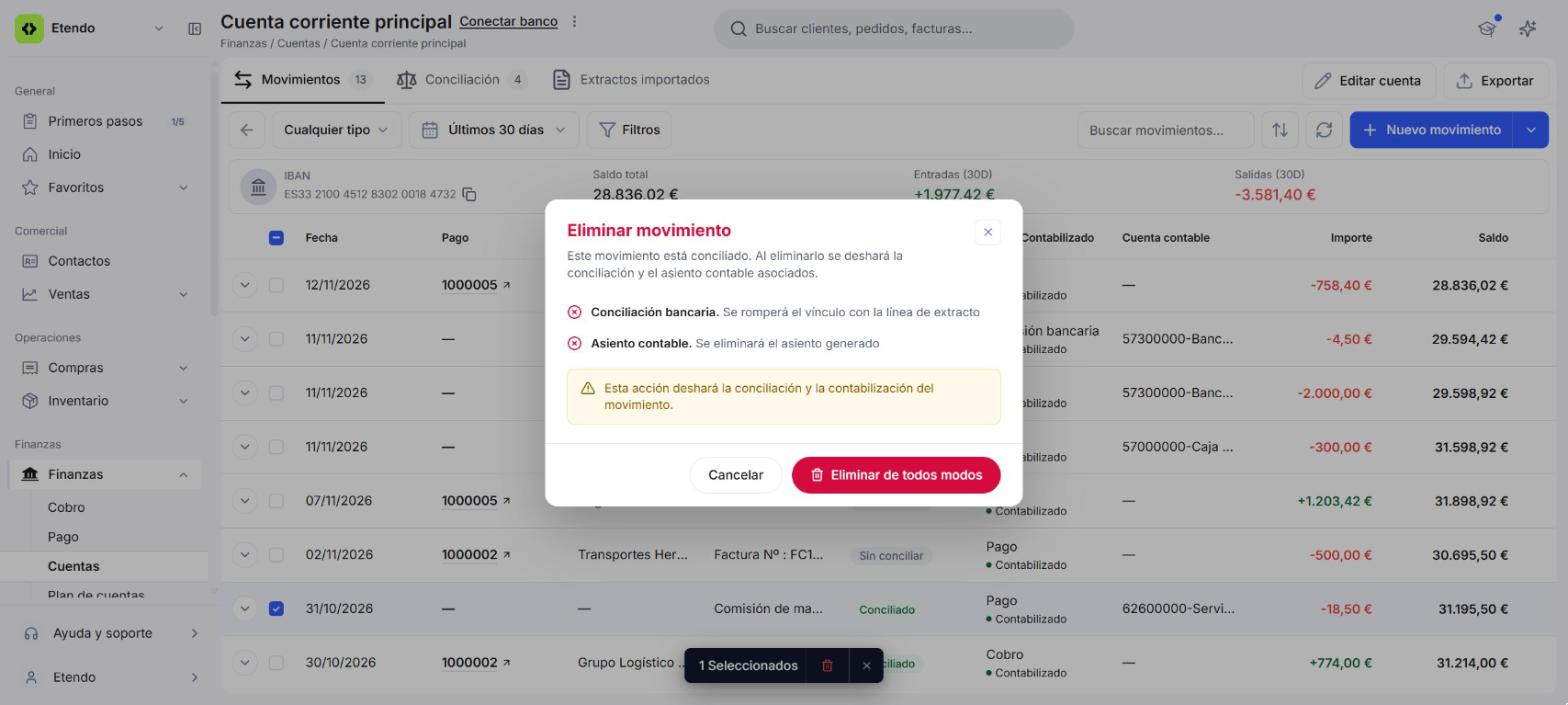 Etendo
Cuenta corriente principal Conectar banco
Finanzas / Cuentas / Cuenta corriente principal
Buscar clientes, pedidos, facturas...
General
Primeros pasos 1/5
Inicio
Favoritos
Comercial
Contactos
Ventas
Operaciones
Compras
Inventario
Finanzas
Finanzas
Cobro
Pago
Cuentas
Plan de cuentas
Ayuda y soporte
Etendo
Movimientos 13 Conciliación 4 Extractos importados
Editar cuenta Exportar
Cualquier tipo Últimos 30 días Filtros
Buscar movimientos... Nuevo movimiento
IBAN Saldo total Entradas (30D) Salidas (30D)
ES33 2100 4512 8302 0018 4732 28.836,02 € +1.977,42 € -3.581,40 €
Fecha Pago Contabilizado Cuenta contable Importe Saldo
12/11/2026 1000005 abilizado — -758,40 € 28.836,02 €
11/11/2026 — ión bancaria abilizado 57300000-Banc... -4,50 € 29.594,42 €
11/11/2026 — abilizado 57300000-Banc... -2.000,00 € 29.598,92 €
11/11/2026 — abilizado 57000000-Caja ... -300,00 € 31.598,92 €
07/11/2026 1000005 Contabilizado — +1.203,42 € 31.898,92 €
02/11/2026 1000002 Transportes Her... Factura Nº : FC1... Sin conciliar Pago Contabilizado — -500,00 € 30.695,50 €
31/10/2026 — — Comisión de ma... Conciliado Pago Contabilizado 62600000-Servi... -18,50 € 31.195,50 €
30/10/2026 1000002 Grupo Logístico .. ciliado Cobro Contabilizado — +774,00 € 31.214,00 €
Eliminar movimiento
Este movimiento está conciliado. Al eliminarlo se deshará la
conciliación y el asiento contable asociados.
Conciliación bancaria. Se romperá el vínculo con la línea de extracto
Asiento contable. Se eliminará el asiento generado
Esta acción deshará la conciliación y la contabilización del
movimiento.
Cancelar Eliminar de todos modos
1 Seleccionados